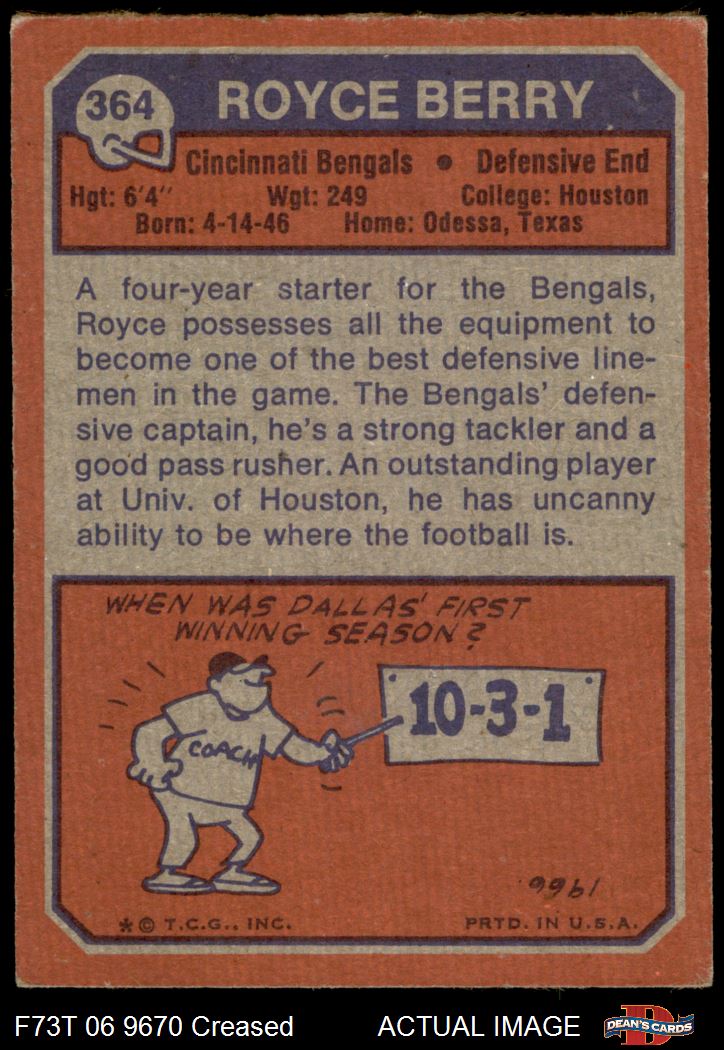 364
ROYCE BERRY
Cincinnati Bengals • Defensive End
Hgt: 6'4" Wgt: 249 College: Houston
Born: 4-14-46 Home: Odessa, Texas
A four-year starter for the Bengals,
Royce possesses all the equipment to
become one of the best defensive line-
men in the game. The Bengals' defen-
sive captain, he's a strong tackler and a
good pass rusher. An outstanding player
at Univ. of Houston, he has uncanny
ability to be where the football is.
WHEN WAS DALLAS' FIRST
WINNING SEASON?
10-3-1
COACH
1966
* © T.C.G., INC. PRTD. IN U.S.A.
F73T 06 9670 Creased ACTUAL IMAGE
D
DEAN'S CARDS